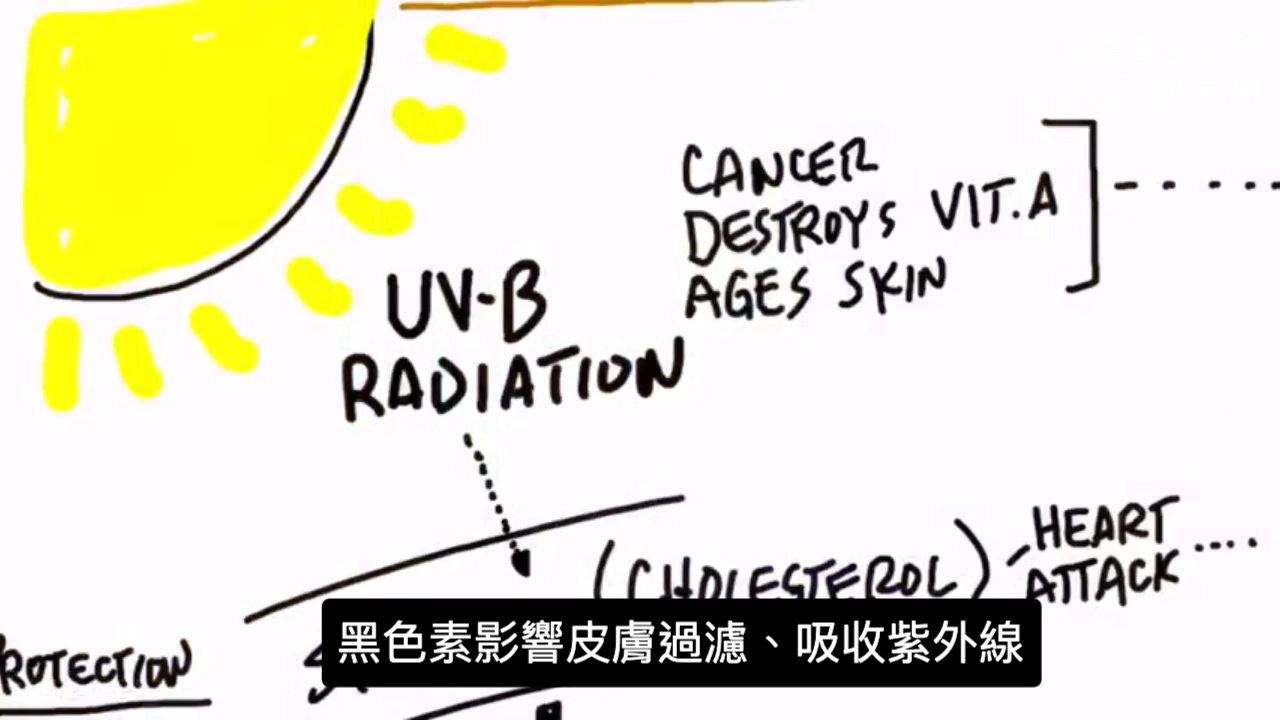 CANCER
DESTROYS VIT.A
AGES SKIN
UV-B
RADIATION
HEART
ATTACK
(CHOLESTEROL)
ROTECTION
黑色素影響皮膚過濾、吸收紫外線